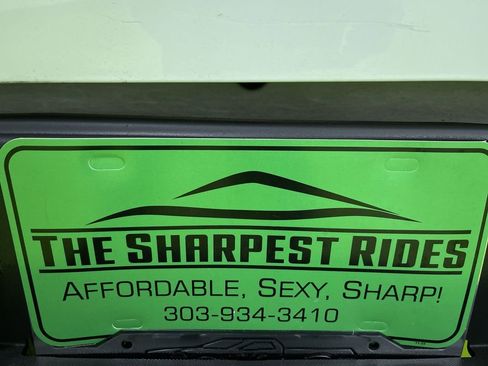 THE SHARPEST RIDES
AFFORDABLE, SEXY, SHARP!
303-934-3410